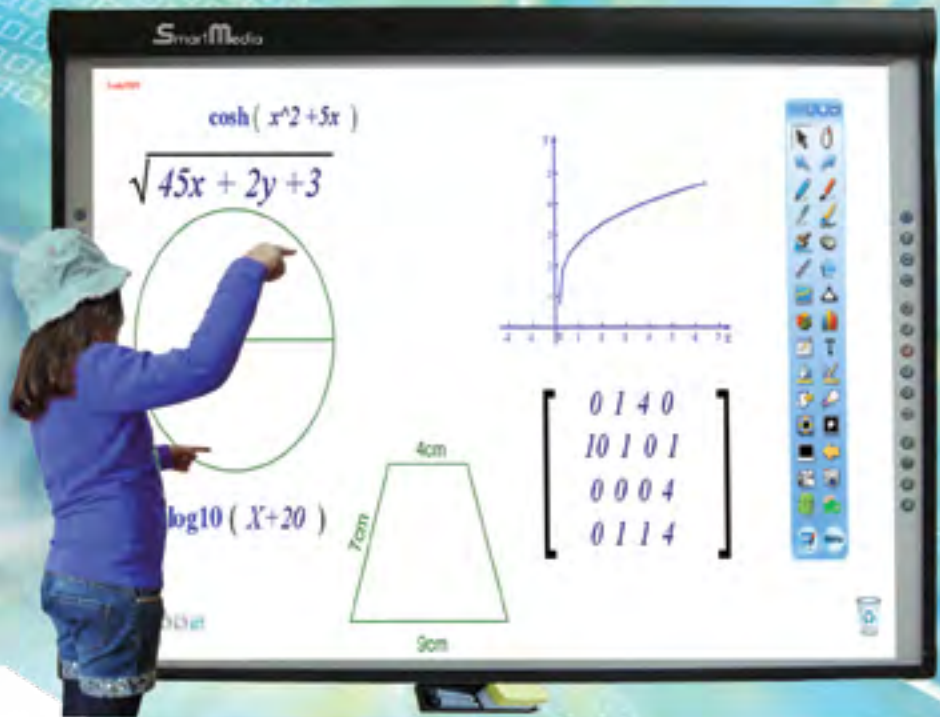 SmartMedia
cosh( x^2 +5x )
√45x + 2y +3
log10 ( X+20 )
4cm
7cm
9cm
0 1 4 0
10 1 0 1
0 0 0 4
0 1 1 4